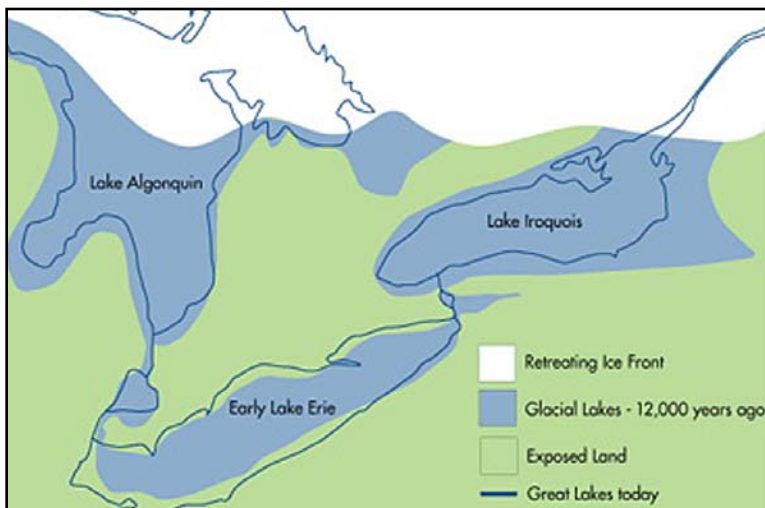 Lake Algonquin
Lake Iroquois
Early Lake Erie
Retreating Ice Front
Glacial Lakes - 12,000 years ago
Exposed Land
Great Lakes today